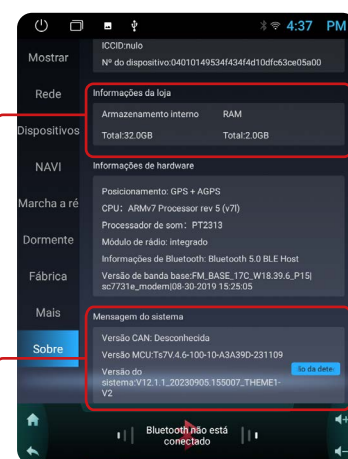 4:37 PM
ICCID:nulo
Nº do dispositivo:04010149534f434f4d10dfc63ce05a00
Mostrar
Rede
Dispositivos
NAVI
Marcha a ré
Dormente
Fábrica
Mais
Sobre
Informações da loja
Armazenamento interno RAM
Total:32.0GB Total:2.0GB
Informações de hardware
Posicionamento: GPS + AGPS
CPU: ARMv7 Processor rev 5 (v7l)
Processador de som: PT2313
Módulo de rádio: integrado
Informações de Bluetooth: Bluetooth 5.0 BLE Host
Versão de banda base:FM_BASE_17C_W18.39.6_P15|
sc7731e_modem|08-30-2019 15:25:05
Mensagem do sistema
Versão CAN: Desconhecida
Versão MCU:Ts7V.4.6-100-10-A3A39D-231109
Versão do
sistema:V12.1.1_20230905.155007_THEME1-
V2
ão da dete
Bluetooth não está
conectado